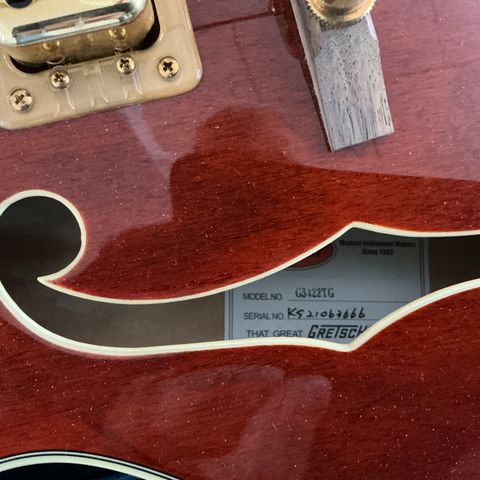 Musical Instrument Makers
Since 1883
MODEL NO. G5422TG
SERIAL NO. KS21063666
THAT GREAT GRETSCH